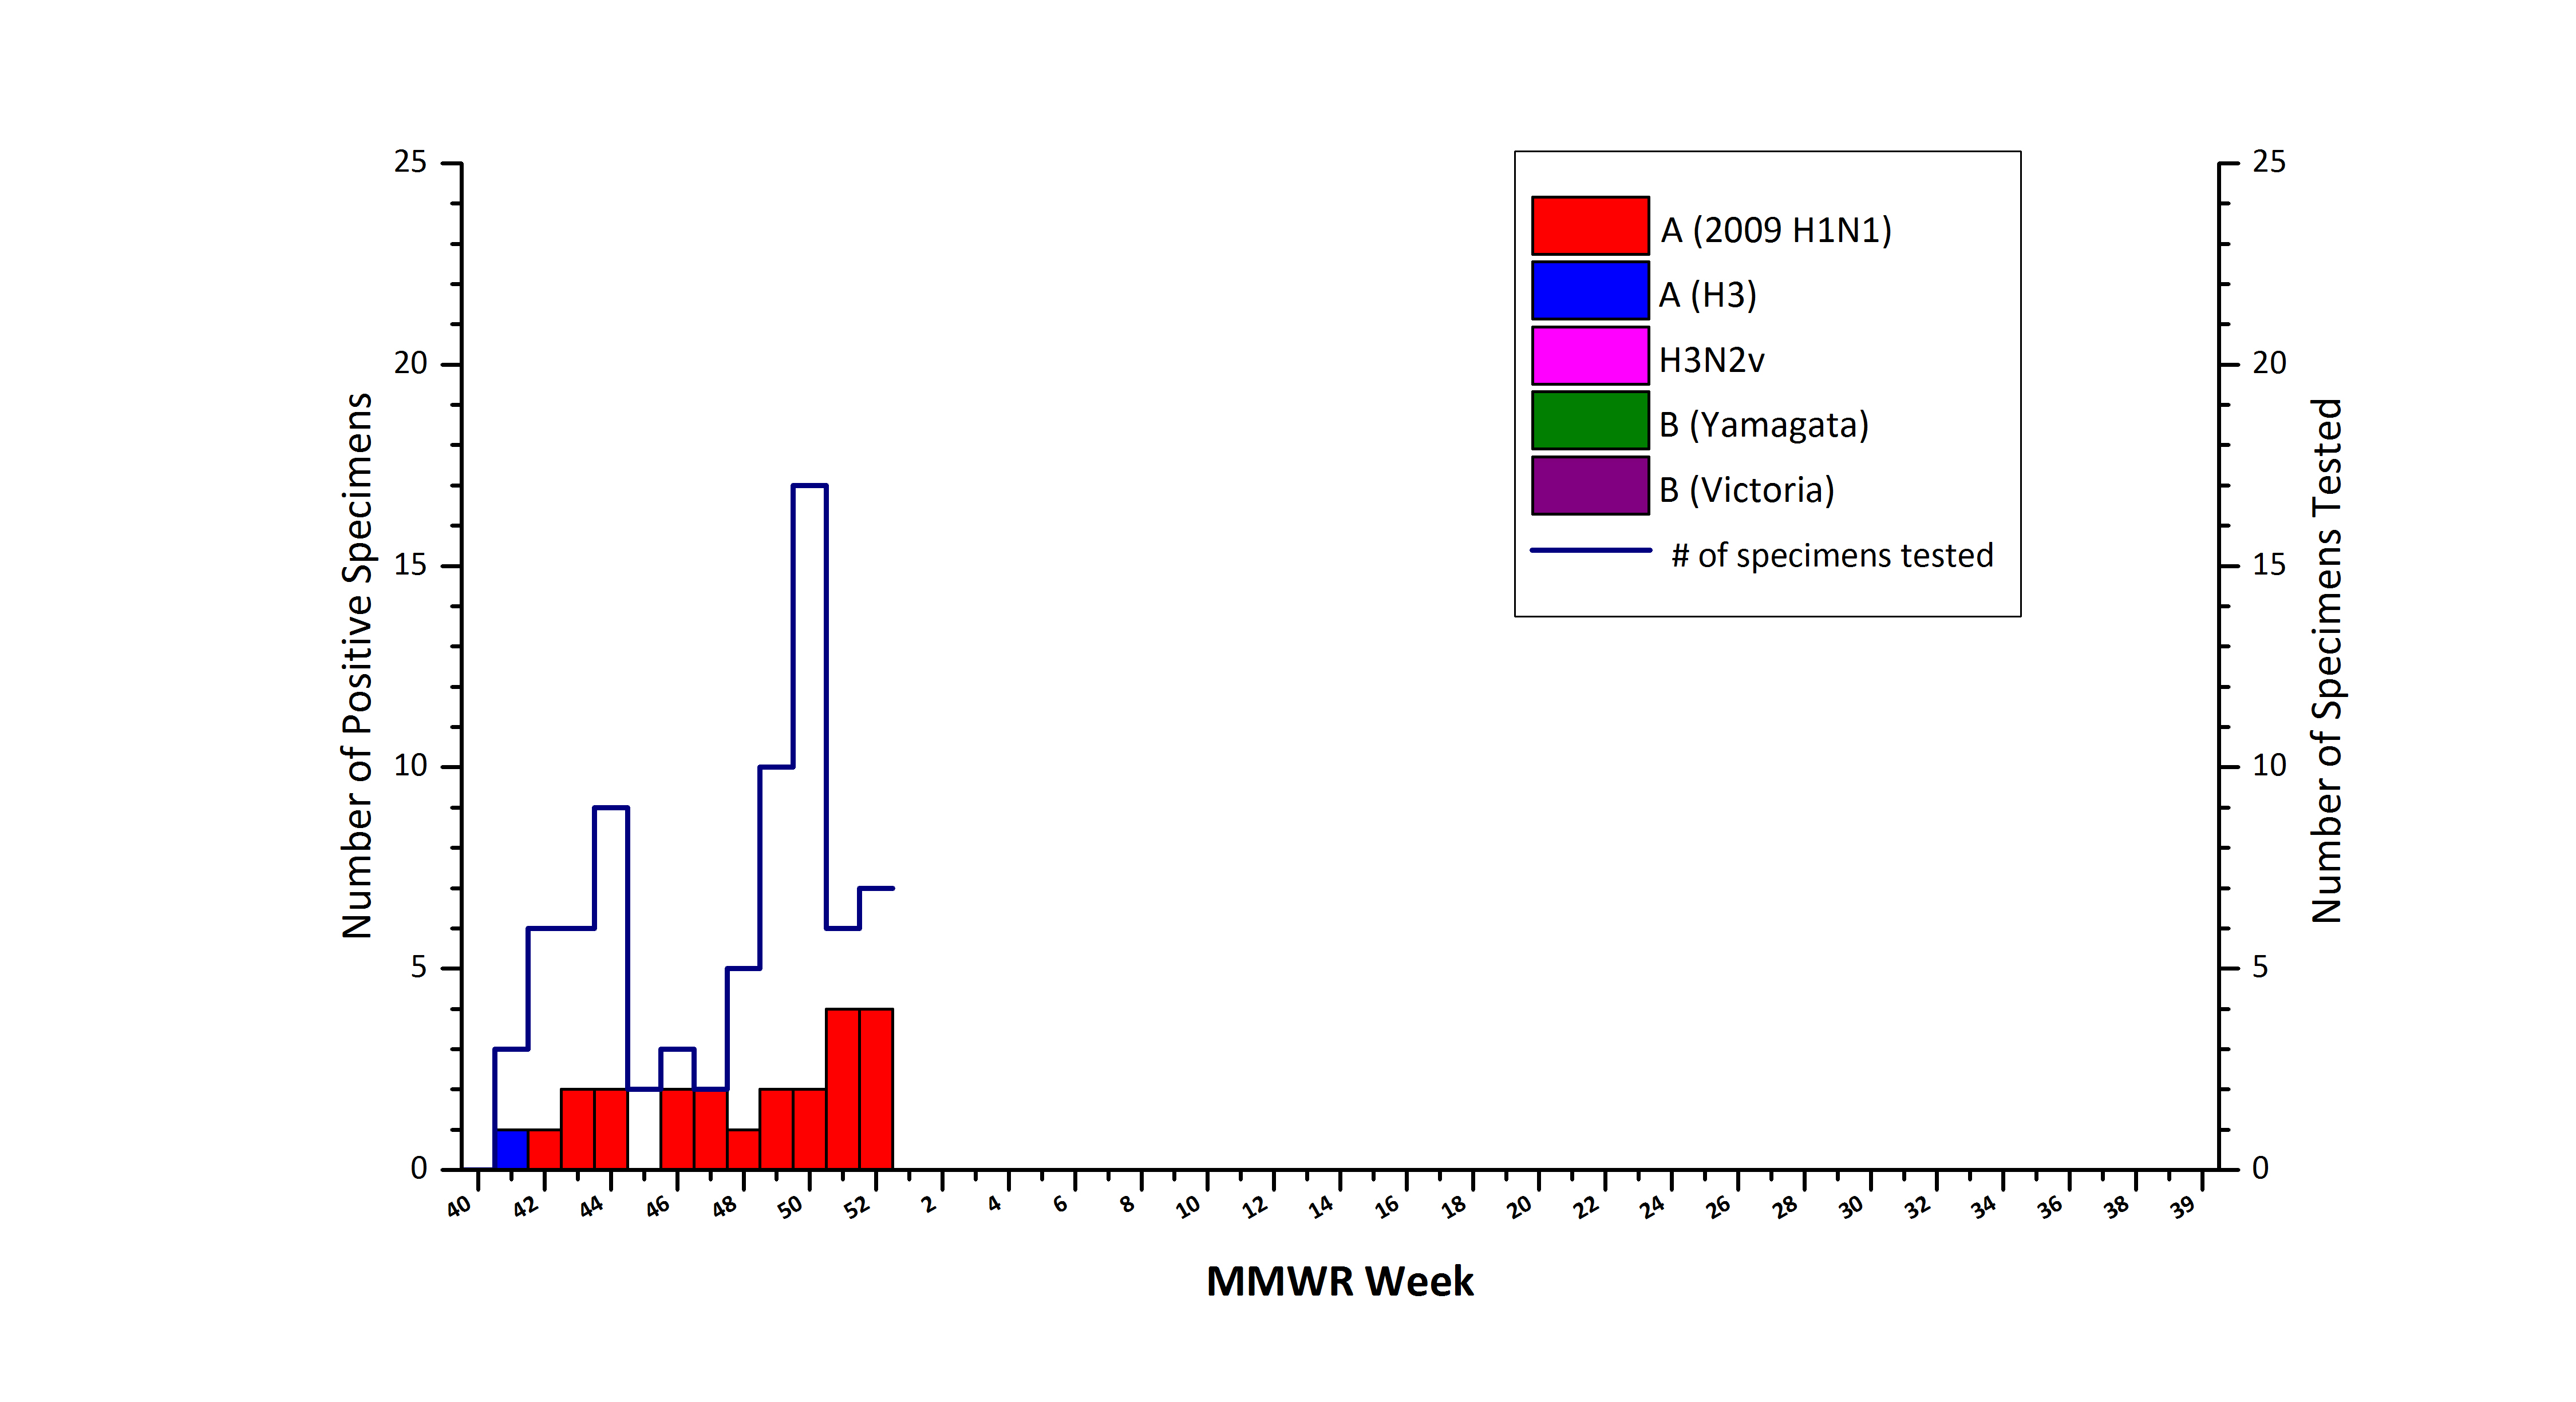 Number of Positive Specimens
25
20
15
10
5
0
A (2009 H1N1)
A (H3)
H3N2v
B (Yamagata)
B (Victoria)
# of specimens tested
25
20
15
10
5
0
Number of Specimens Tested
40 42 44 46 48 50 52 2 4 6 8 10 12 14 16 18 20 22 24 26 28 30 32 34 36 38 39
MMWR Week